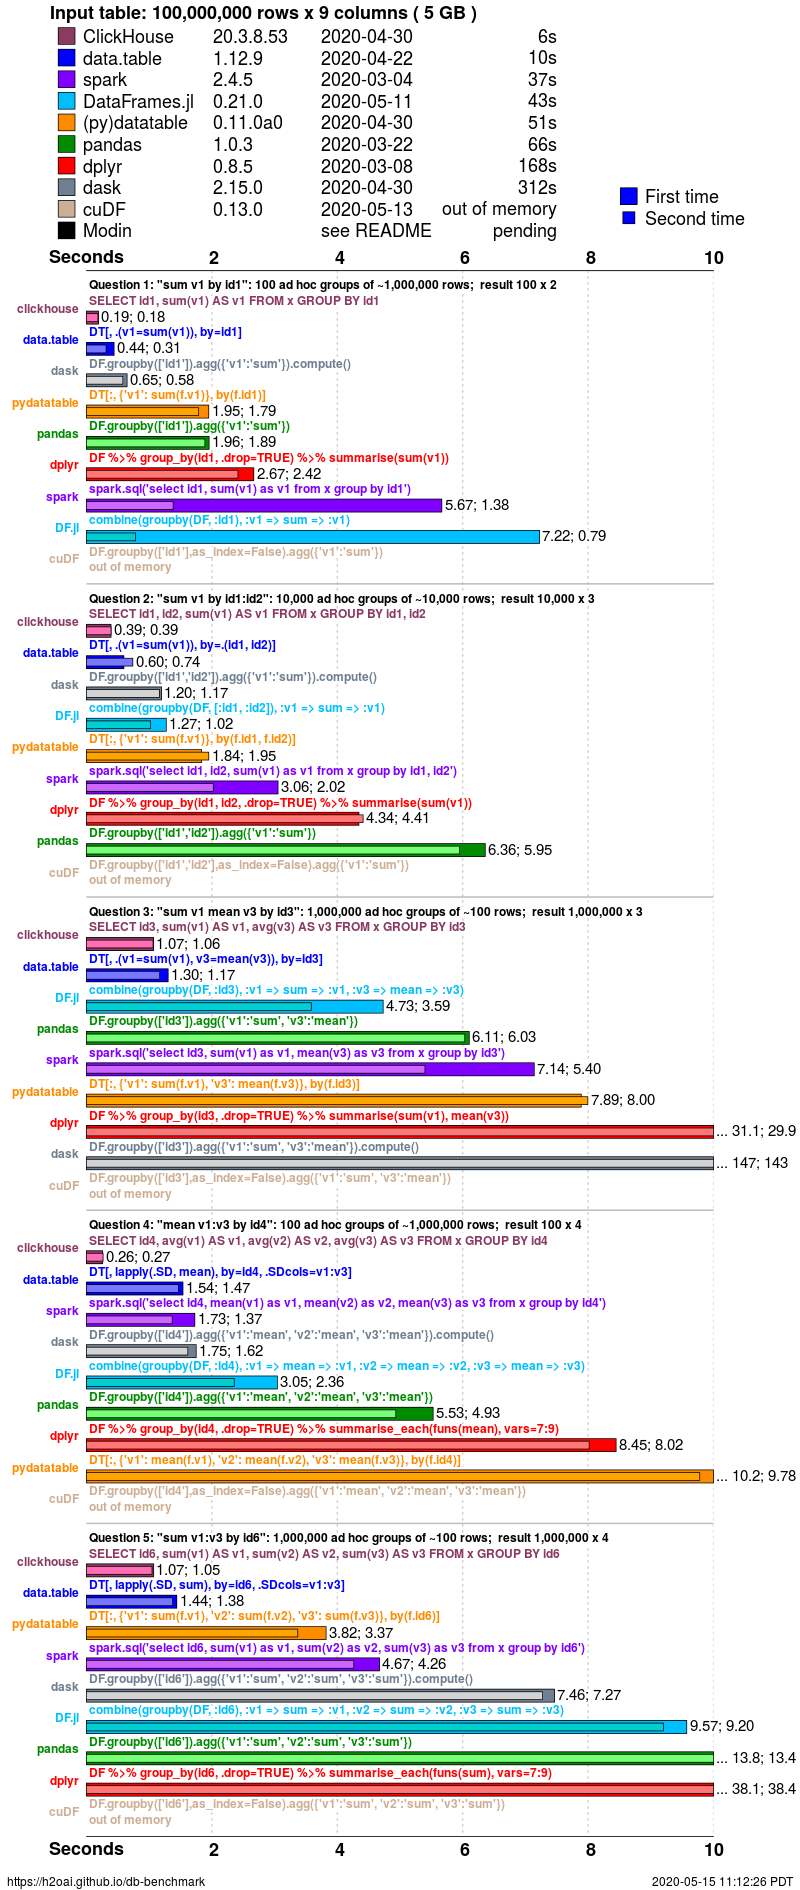 Input table: 100,000,000 rows x 9 columns ( 5 GB )
ClickHouse 20.3.8.53 2020-04-30 6s
data.table 1.12.9 2020-04-22 10s
spark 2.4.5 2020-03-04 37s
DataFrames.jl 0.21.0 2020-05-11 43s
(py)datatable 0.11.0a0 2020-04-30 51s
pandas 1.0.3 2020-03-22 66s
dplyr 0.8.5 2020-03-08 168s
dask 2.15.0 2020-04-30 312s
cuDF 0.13.0 2020-05-13 out of memory
Modin see README pending
First time
Second time
Seconds 2 4 6 8 10
Question 1: "sum v1 by id1": 100 ad hoc groups of ~1,000,000 rows; result 100 x 2
SELECT id1, sum(v1) AS v1 FROM x GROUP BY id1
clickhouse 0.19; 0.18
DT[, .(v1=sum(v1)), by=id1]
data.table 0.44; 0.31
DF.groupby(['id1']).agg({'v1':'sum'}).compute()
dask 0.65; 0.58
DT[:, {'v1': sum(f.v1)}, by(f.id1)]
pydatatable 1.95; 1.79
DF.groupby(['id1']).agg({'v1':'sum'})
pandas 1.96; 1.89
DF %>% group_by(id1, .drop=TRUE) %>% summarise(sum(v1))
dplyr 2.67; 2.42
spark.sql('select id1, sum(v1) as v1 from x group by id1')
spark 5.67; 1.38
combine(groupby(DF, :id1), :v1 => sum => :v1)
DF.jl 7.22; 0.79
DF.groupby(['id1'],as_index=False).agg({'v1':'sum'})
cuDF out of memory
Question 2: "sum v1 by id1:id2": 10,000 ad hoc groups of ~10,000 rows; result 10,000 x 3
SELECT id1, id2, sum(v1) AS v1 FROM x GROUP BY id1, id2
clickhouse 0.39; 0.39
DT[, .(v1=sum(v1)), by=.(id1, id2)]
data.table 0.60; 0.74
DF.groupby(['id1','id2']).agg({'v1':'sum'}).compute()
dask 1.20; 1.17
combine(groupby(DF, [:id1, :id2]), :v1 => sum => :v1)
DF.jl 1.27; 1.02
DT[:, {'v1': sum(f.v1)}, by(f.id1, f.id2)]
pydatatable 1.84; 1.95
spark.sql('select id1, id2, sum(v1) as v1 from x group by id1, id2')
spark 3.06; 2.02
DF %>% group_by(id1, id2, .drop=TRUE) %>% summarise(sum(v1))
dplyr 4.34; 4.41
DF.groupby(['id1','id2']).agg({'v1':'sum'})
pandas 6.36; 5.95
DF.groupby(['id1','id2'],as_index=False).agg({'v1':'sum'})
cuDF out of memory
Question 3: "sum v1 mean v3 by id3": 1,000,000 ad hoc groups of ~100 rows; result 1,000,000 x 3
SELECT id3, sum(v1) AS v1, avg(v3) AS v3 FROM x GROUP BY id3
clickhouse 1.07; 1.06
DT[, .(v1=sum(v1), v3=mean(v3)), by=id3]
data.table 1.30; 1.17
combine(groupby(DF, :id3), :v1 => sum => :v1, :v3 => mean => :v3)
DF.jl 4.73; 3.59
DF.groupby(['id3']).agg({'v1':'sum', 'v3':'mean'})
pandas 6.11; 6.03
spark.sql('select id3, sum(v1) as v1, mean(v3) as v3 from x group by id3')
spark 7.14; 5.40
DT[:, {'v1': sum(f.v1), 'v3': mean(f.v3)}, by(f.id3)]
pydatatable 7.89; 8.00
DF %>% group_by(id3, .drop=TRUE) %>% summarise(sum(v1), mean(v3))
dplyr ... 31.1; 29.9
DF.groupby(['id3']).agg({'v1':'sum', 'v3':'mean'}).compute()
dask ... 147; 143
DF.groupby(['id3'],as_index=False).agg({'v1':'sum', 'v3':'mean'})
cuDF out of memory
Question 4: "mean v1:v3 by id4": 100 ad hoc groups of ~1,000,000 rows; result 100 x 4
SELECT id4, avg(v1) AS v1, avg(v2) AS v2, avg(v3) AS v3 FROM x GROUP BY id4
clickhouse 0.26; 0.27
DT[, lapply(.SD, mean), by=id4, .SDcols=v1:v3]
data.table 1.54; 1.47
spark.sql('select id4, mean(v1) as v1, mean(v2) as v2, mean(v3) as v3 from x group by id4')
spark 1.73; 1.37
DF.groupby(['id4']).agg({'v1':'mean', 'v2':'mean', 'v3':'mean'}).compute()
dask 1.75; 1.62
combine(groupby(DF, :id4), :v1 => mean => :v1, :v2 => mean => :v2, :v3 => mean => :v3)
DF.jl 3.05; 2.36
DF.groupby(['id4']).agg({'v1':'mean', 'v2':'mean', 'v3':'mean'})
pandas 5.53; 4.93
DF %>% group_by(id4, .drop=TRUE) %>% summarise_each(funs(mean), vars=7:9)
dplyr 8.45; 8.02
DT[:, {'v1': mean(f.v1), 'v2': mean(f.v2), 'v3': mean(f.v3)}, by(f.id4)]
pydatatable ... 10.2; 9.78
DF.groupby(['id4'],as_index=False).agg({'v1':'mean', 'v2':'mean', 'v3':'mean'})
cuDF out of memory
Question 5: "sum v1:v3 by id6": 1,000,000 ad hoc groups of ~100 rows; result 1,000,000 x 4
SELECT id6, sum(v1) AS v1, sum(v2) AS v2, sum(v3) AS v3 FROM x GROUP BY id6
clickhouse 1.07; 1.05
DT[, lapply(.SD, sum), by=id6, .SDcols=v1:v3]
data.table 1.44; 1.38
DT[:, {'v1': sum(f.v1), 'v2': sum(f.v2), 'v3': sum(f.v3)}, by(f.id6)]
pydatatable 3.82; 3.37
spark.sql('select id6, sum(v1) as v1, sum(v2) as v2, sum(v3) as v3 from x group by id6')
spark 4.67; 4.26
DF.groupby(['id6']).agg({'v1':'sum', 'v2':'sum', 'v3':'sum'}).compute()
dask 7.46; 7.27
combine(groupby(DF, :id6), :v1 => sum => :v1, :v2 => sum => :v2, :v3 => sum => :v3)
DF.jl 9.57; 9.20
DF.groupby(['id6']).agg({'v1':'sum', 'v2':'sum', 'v3':'sum'})
pandas ... 13.8; 13.4
DF %>% group_by(id6, .drop=TRUE) %>% summarise_each(funs(sum), vars=7:9)
dplyr ... 38.1; 38.4
DF.groupby(['id6'],as_index=False).agg({'v1':'sum', 'v2':'sum', 'v3':'sum'})
cuDF out of memory
Seconds 2 4 6 8 10
https://h2oai.github.io/db-benchmark 2020-05-15 11:12:26 PDT